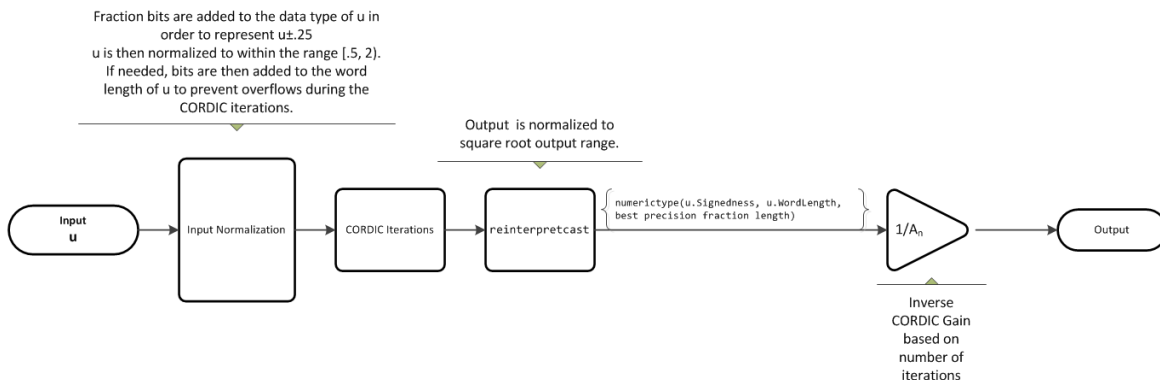 Fraction bits are added to the data type of u in
order to represent u±.25
u is then normalized to within the range [.5, 2).
If needed, bits are then added to the word
length of u to prevent overflows during the
CORDIC iterations.
Output is normalized to
square root output range.
Input
u
Input Normalization
CORDIC Iterations
reinterpretcast
numerictype(u.Signedness, u.WordLength,
best precision fraction length)
1/Aₙ
Output
Inverse
CORDIC Gain
based on
number of
iterations